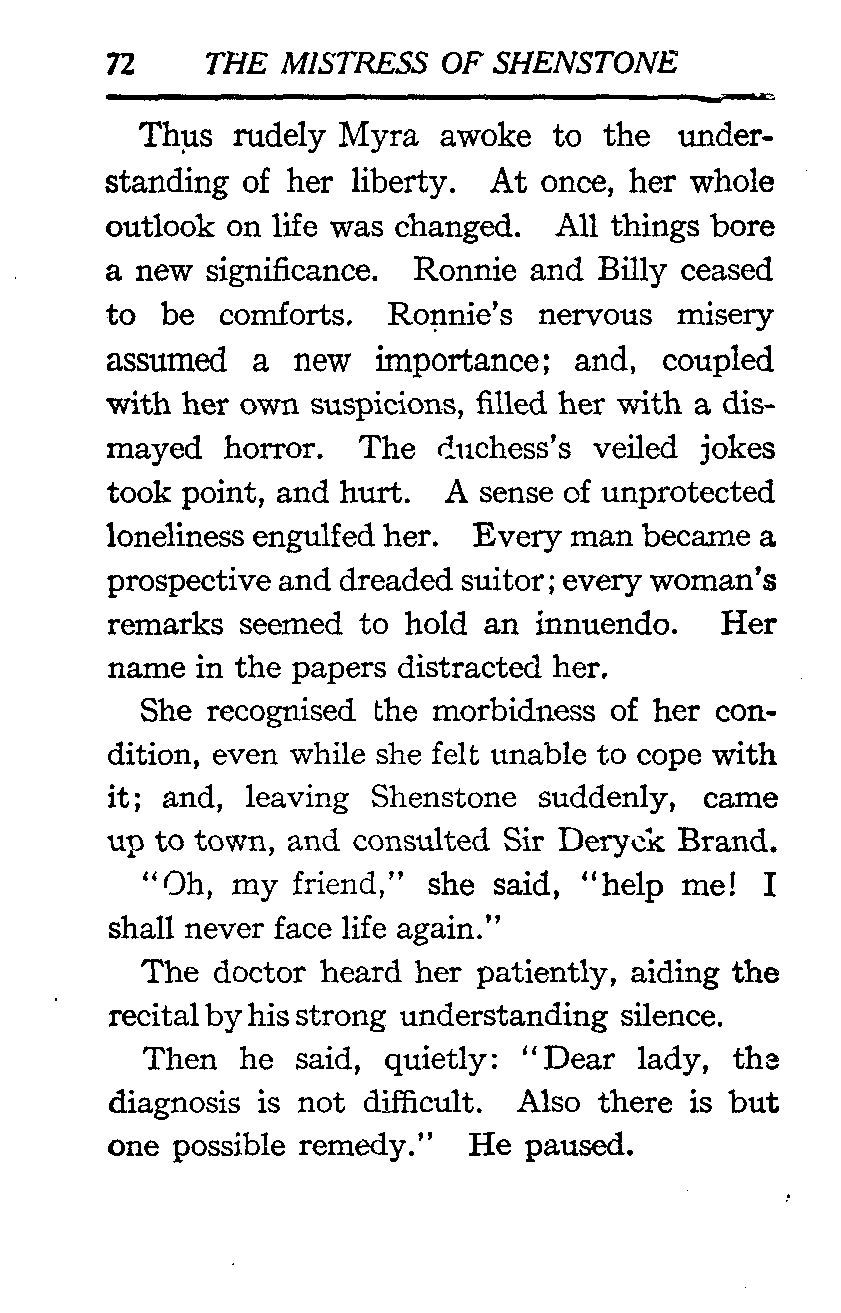 72 THE MISTRESS OF SHENSTONE
Thus rudely Myra awoke to the under-
standing of her liberty. At once, her whole
outlook on life was changed. All things bore
a new significance. Ronnie and Billy ceased
to be comforts. Ronnie's nervous misery
assumed a new importance; and, coupled
with her own suspicions, filled her with a dis-
mayed horror. The duchess's veiled jokes
took point, and hurt. A sense of unprotected
loneliness engulfed her. Every man became a
prospective and dreaded suitor; every woman's
remarks seemed to hold an innuendo. Her
name in the papers distracted her.
She recognised the morbidness of her con-
dition, even while she felt unable to cope with
it; and, leaving Shenstone suddenly, came
up to town, and consulted Sir Deryck Brand.
"Oh, my friend," she said, "help me! I
shall never face life again."
The doctor heard her patiently, aiding the
recital by his strong understanding silence.
Then he said, quietly: "Dear lady, the
diagnosis is not difficult. Also there is but
one possible remedy." He paused.